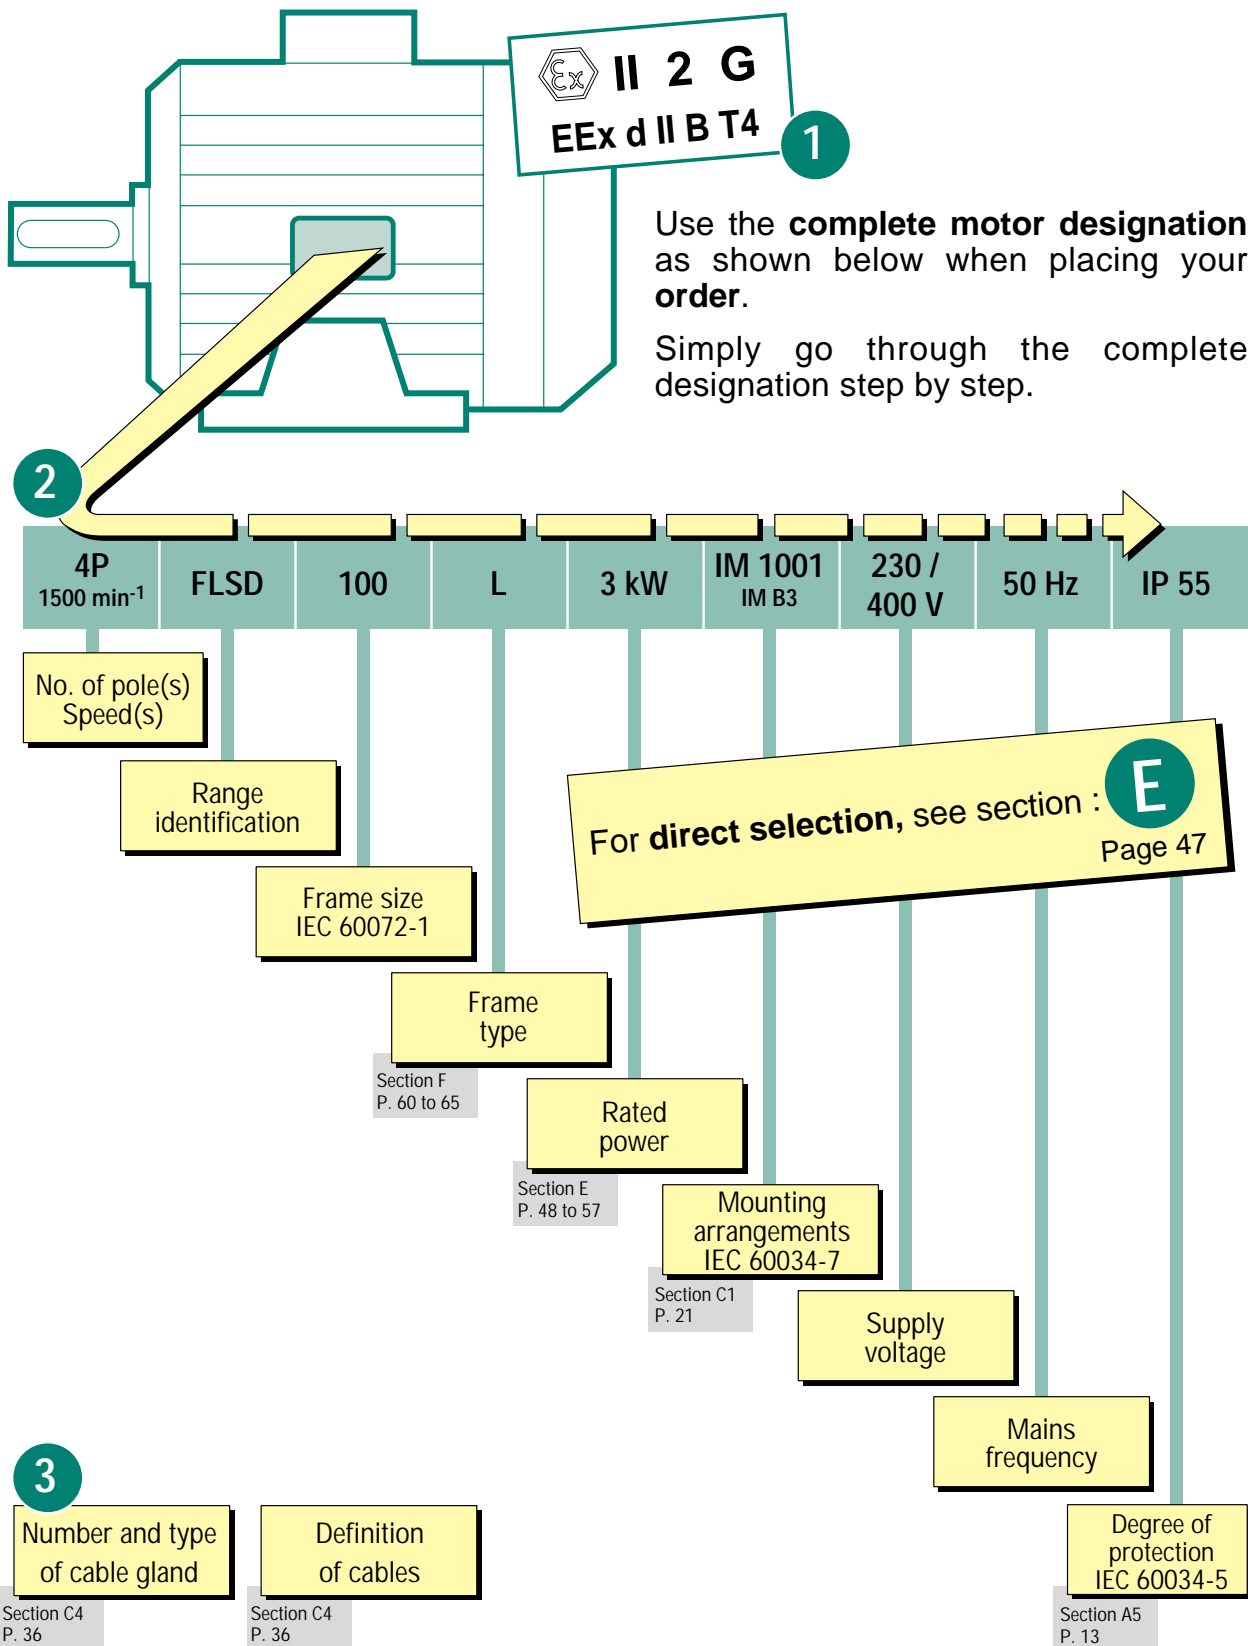 Ex II 2 G
EEx d II B T4
1
Use the complete motor designation
as shown below when placing your
order.
Simply go through the complete
designation step by step.
2
4P
1500 min-1
FLSD
100
L
3 kW
IM 1001
IM B3
230 /
400 V
50 Hz
IP 55
No. of pole(s)
Speed(s)
Range
identification
For direct selection, see section : E
Page 47
Frame size
IEC 60072-1
Frame
type
Section F
P. 60 to 65
Rated
power
Section E
P. 48 to 57
Mounting
arrangements
IEC 60034-7
Section C1
P. 21
Supply
voltage
Mains
frequency
3
Number and type
of cable gland
Section C4
P. 36
Definition
of cables
Section C4
P. 36
Degree of
protection
IEC 60034-5
Section A5
P. 13